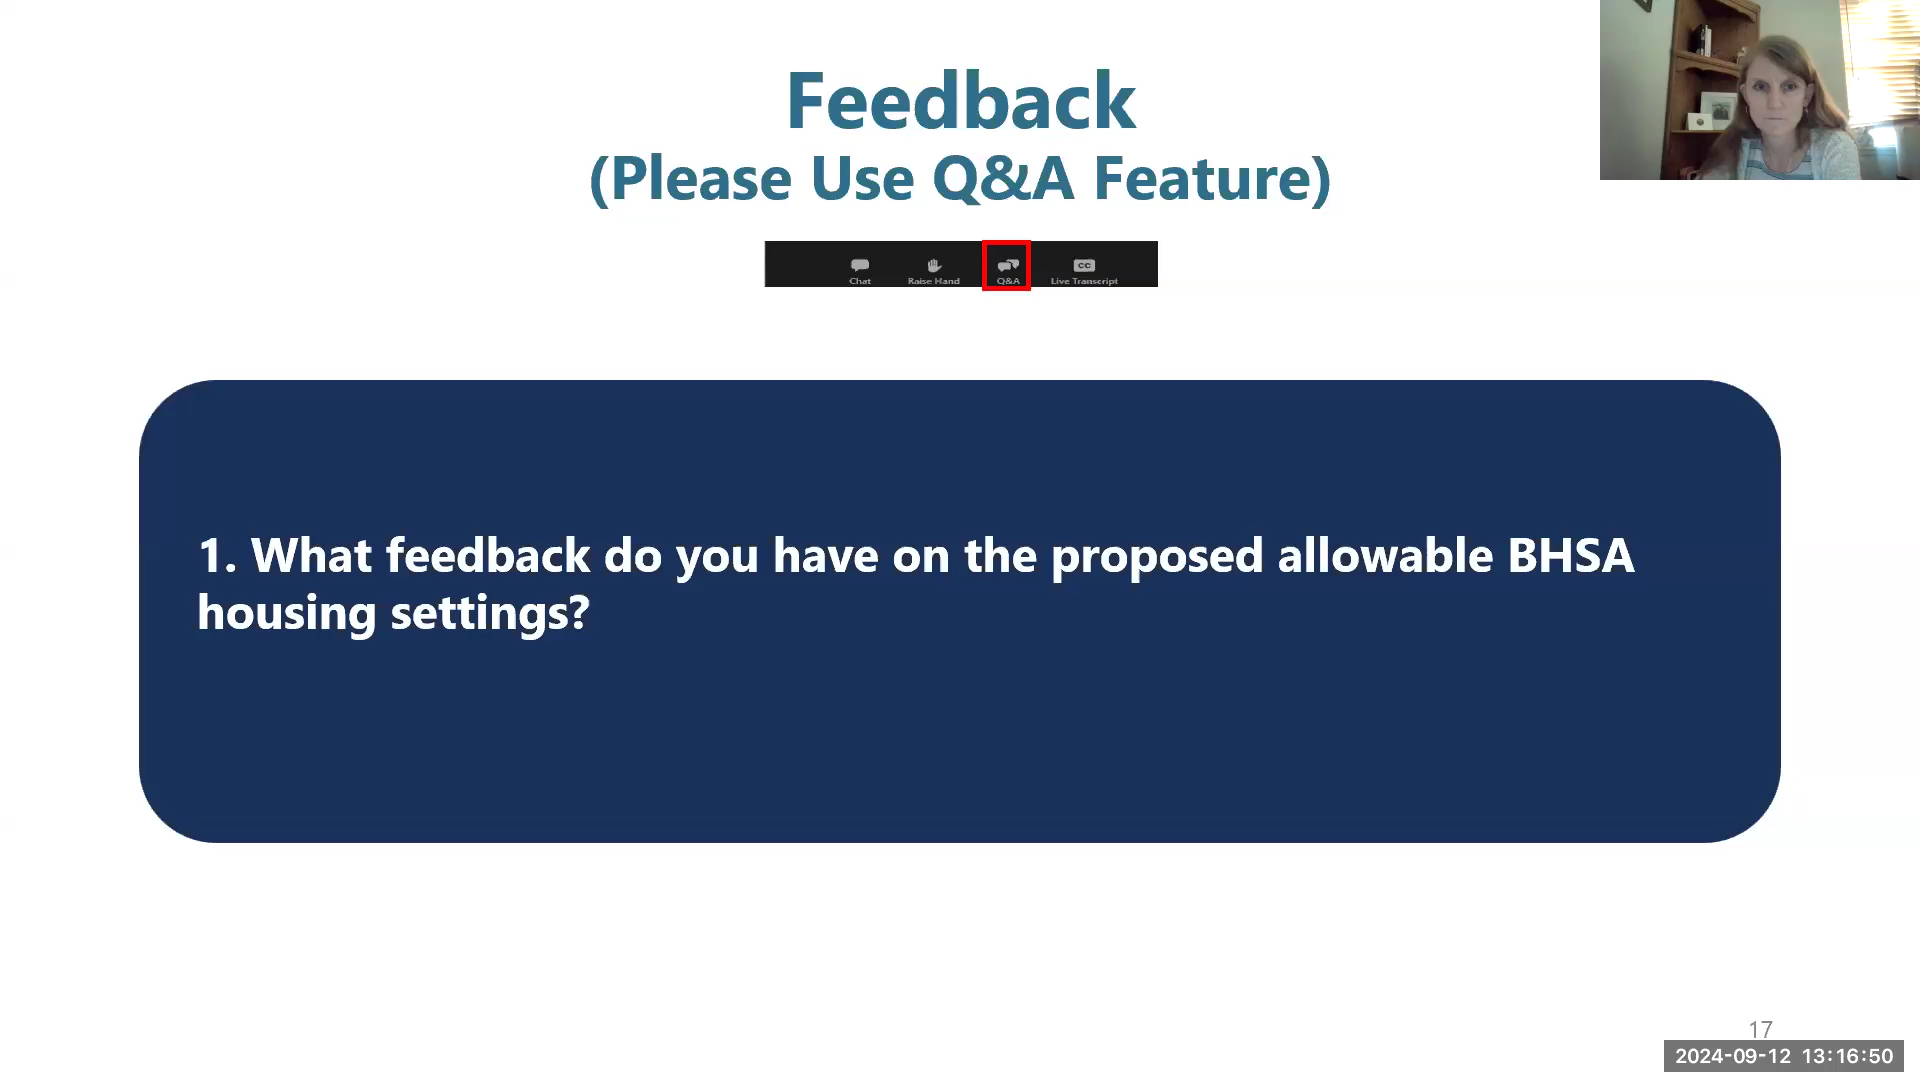 Feedback
(Please Use Q&A Feature)
Chat
Raise Hand
Q&A
CC
Live Transcript
1. What feedback do you have on the proposed allowable BHSA
housing settings?
17
2024-09-12 13:16:50